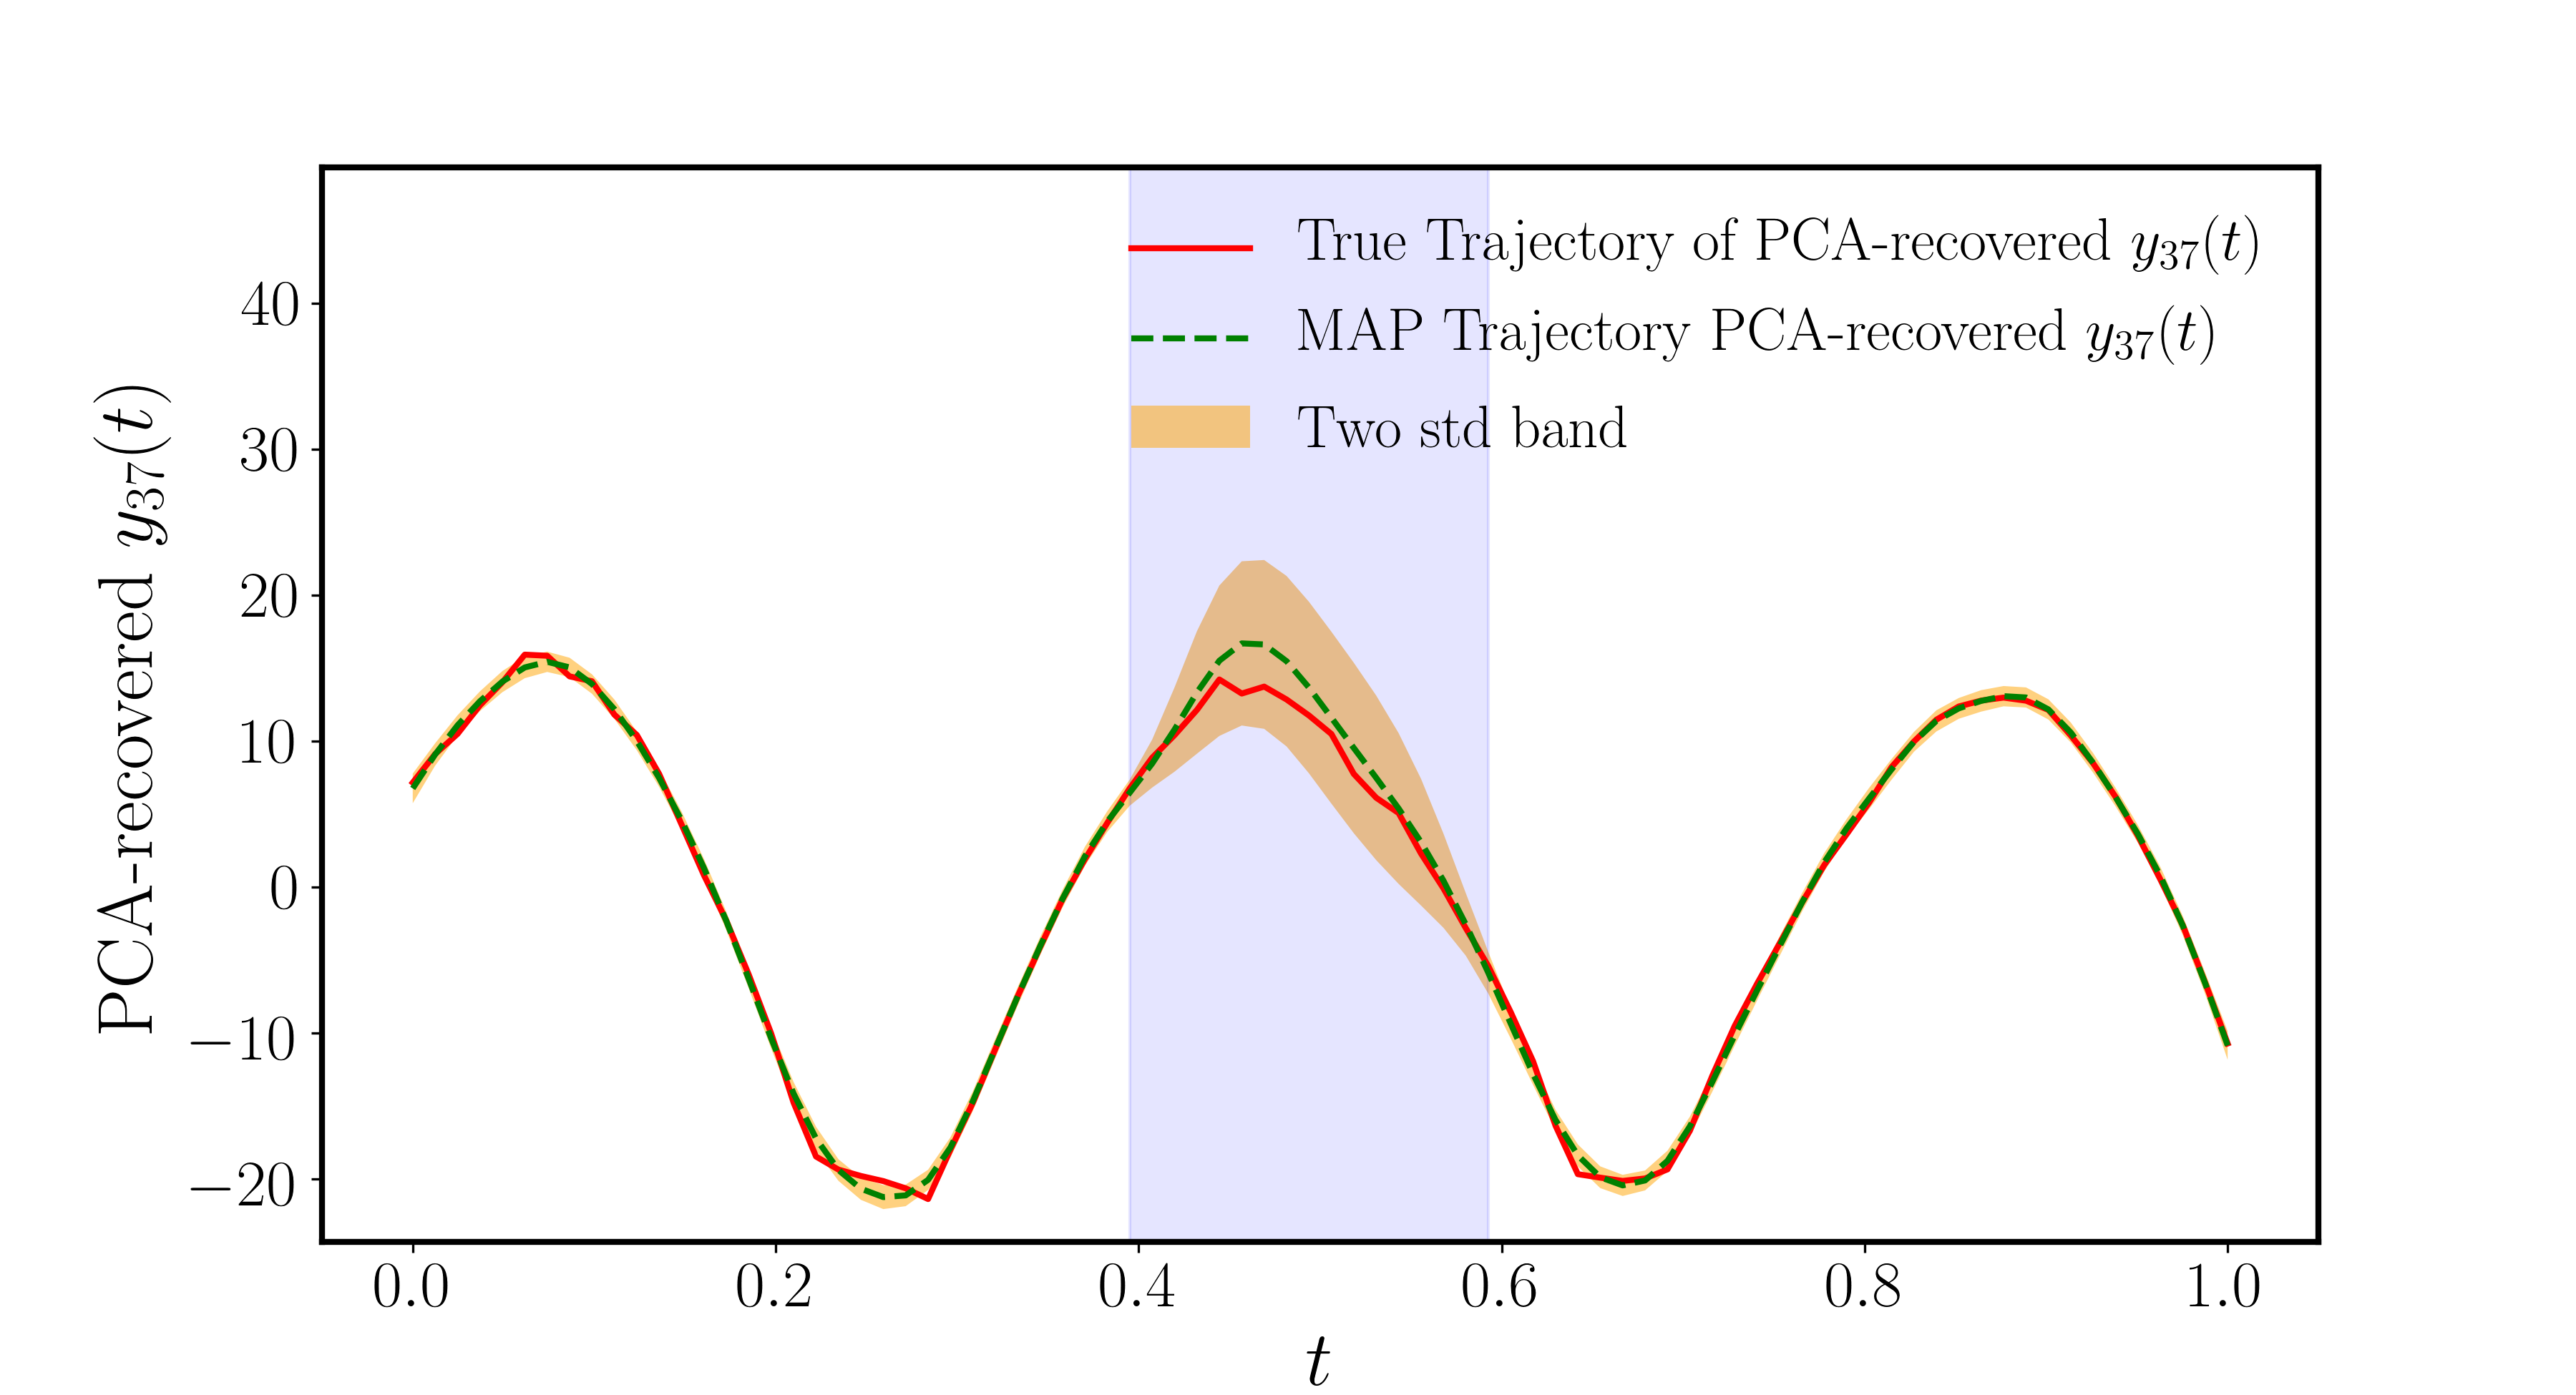 True Trajectory of PCA-recovered y₃₇(t)
MAP Trajectory PCA-recovered y₃₇(t)
Two std band
PCA-recovered y₃₇(t)
40
30
20
10
0
−10
−20
0.0 0.2 0.4 0.6 0.8 1.0
t